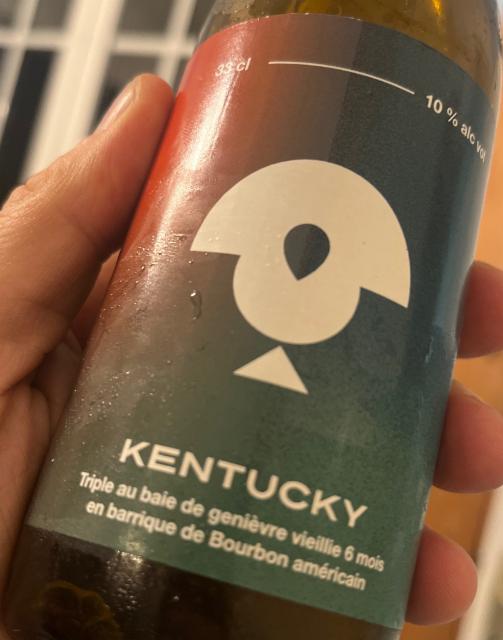 33 cl
10 % alc vol
KENTUCKY
Triple au baie de genièvre vieillie 6 mois
en barrique de Bourbon américain